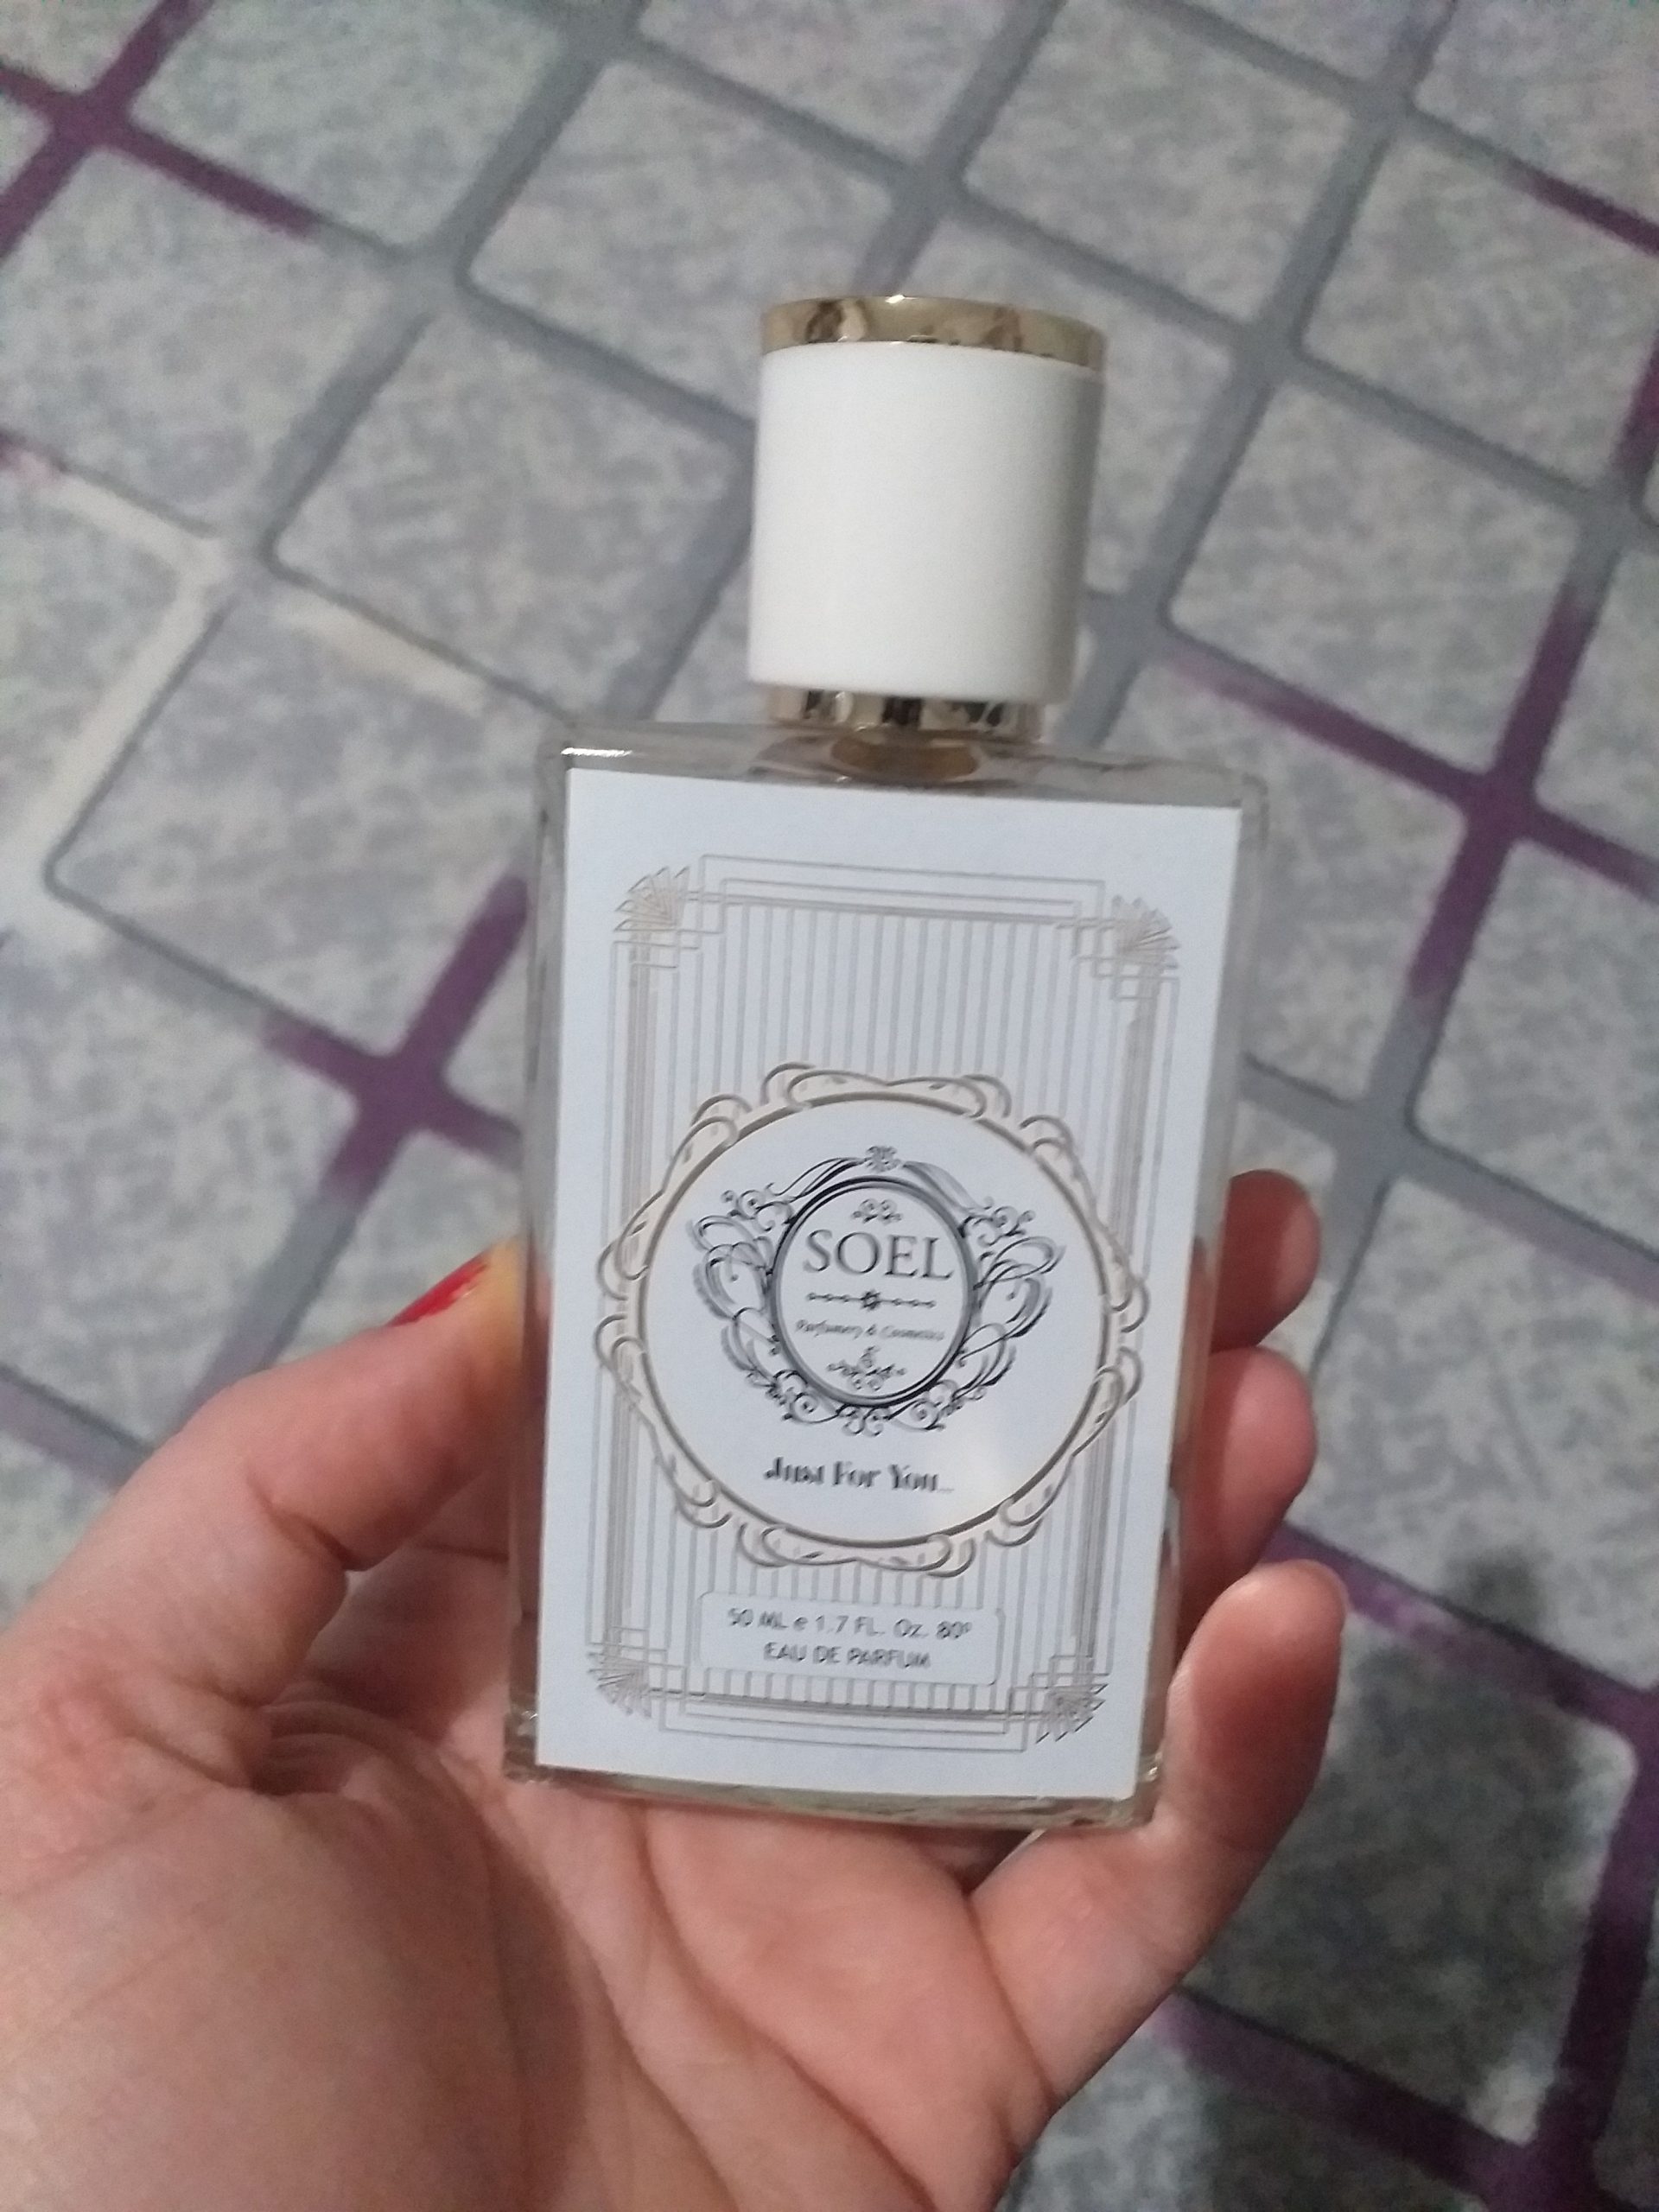 SOEL
Parfumery & Cosmetics
Just For You...
50 ML e 1.7 FL. Oz. 80º
EAU DE PARFUM